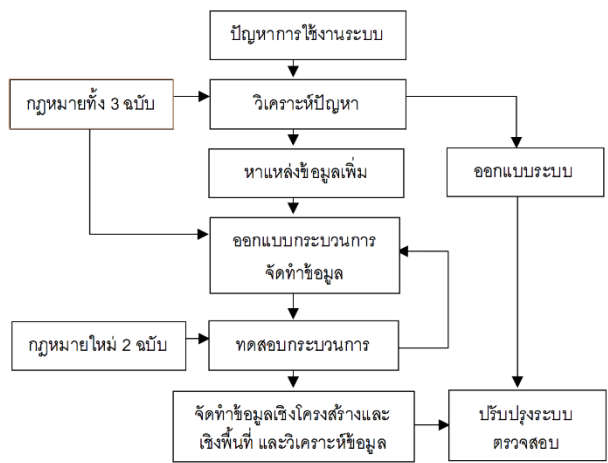 ปัญหาการใช้งานระบบ
กฎหมายทั้ง 3 ฉบับ
วิเคราะห์ปัญหา
หาแหล่งข้อมูลเพิ่ม
ออกแบบระบบ
ออกแบบกระบวนการ
จัดทำข้อมูล
กฎหมายใหม่ 2 ฉบับ
ทดสอบกระบวนการ
จัดทำข้อมูลเชิงโครงสร้างและ
เชิงพื้นที่ และวิเคราะห์ข้อมูล
ปรับปรุงระบบ
ตรวจสอบ